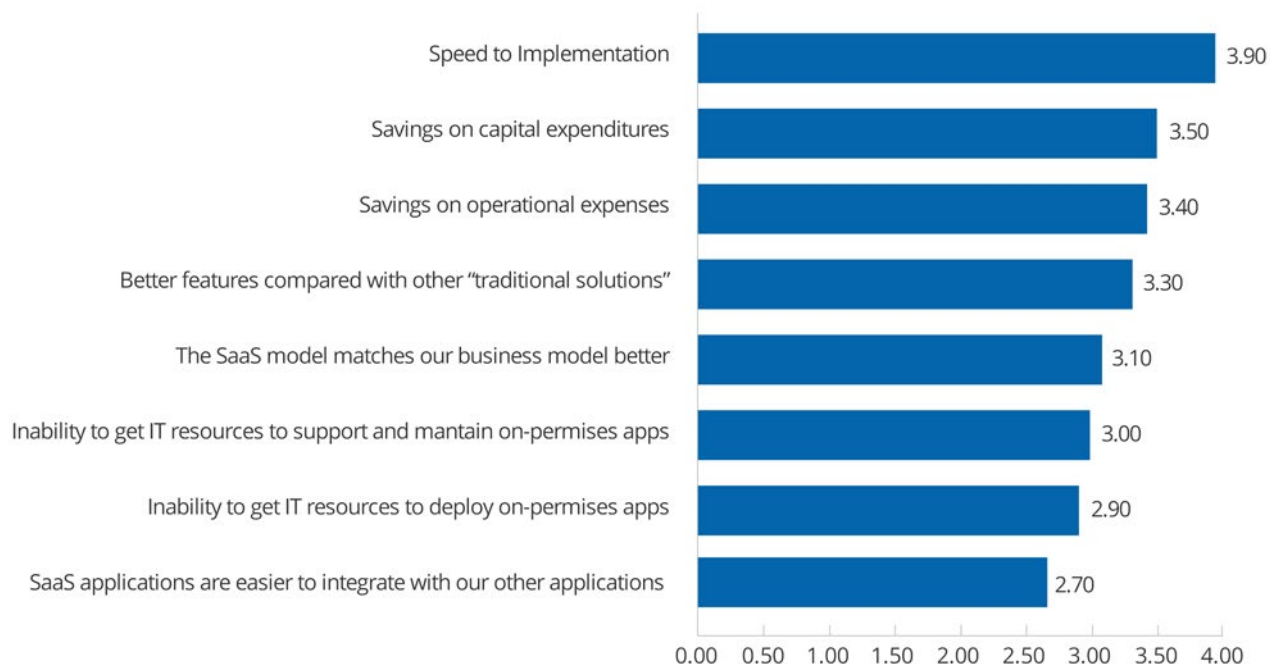 Speed to Implementation 3.90
Savings on capital expenditures 3.50
Savings on operational expenses 3.40
Better features compared with other “traditional solutions” 3.30
The SaaS model matches our business model better 3.10
Inability to get IT resources to support and mantain on-permises apps 3.00
Inability to get IT resources to deploy on-permises apps 2.90
SaaS applications are easier to integrate with our other applications 2.70
0.00 0.50 1.00 1.50 2.00 2.50 3.00 3.50 4.00